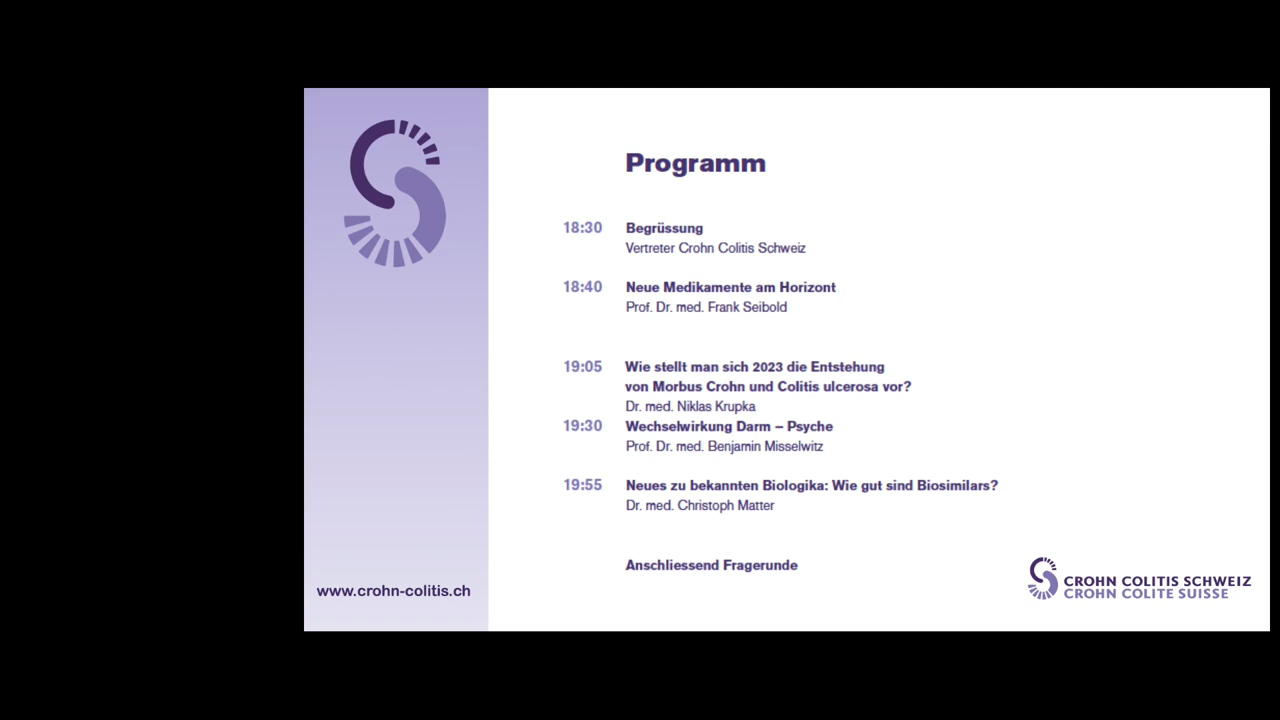 Programm
18:30 Begrüssung
Vertreter Crohn Colitis Schweiz
18:40 Neue Medikamente am Horizont
Prof. Dr. med. Frank Seibold
19:05 Wie stellt man sich 2023 die Entstehung
von Morbus Crohn und Colitis ulcerosa vor?
Dr. med. Niklas Krupka
19:30 Wechselwirkung Darm – Psyche
Prof. Dr. med. Benjamin Misselwitz
19:55 Neues zu bekannten Biologika: Wie gut sind Biosimilars?
Dr. med. Christoph Matter
Anschliessend Fragerunde
www.crohn-colitis.ch
CROHN COLITIS SCHWEIZ
CROHN COLITE SUISSE